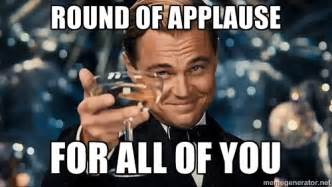 ROUND OF APPLAUSE
FOR ALL OF YOU
memegenerator.net